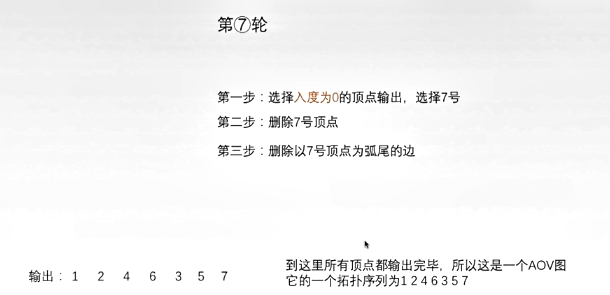 第⑦轮
第一步：选择入度为0的顶点输出，选择7号
第二步：删除7号顶点
第三步：删除以7号顶点为弧尾的边
到这里所有顶点都输出完毕，所以这是一个AOV图
它的一个拓扑序列为1 2 4 6 3 5 7
输出： 1 2 4 6 3 5 7